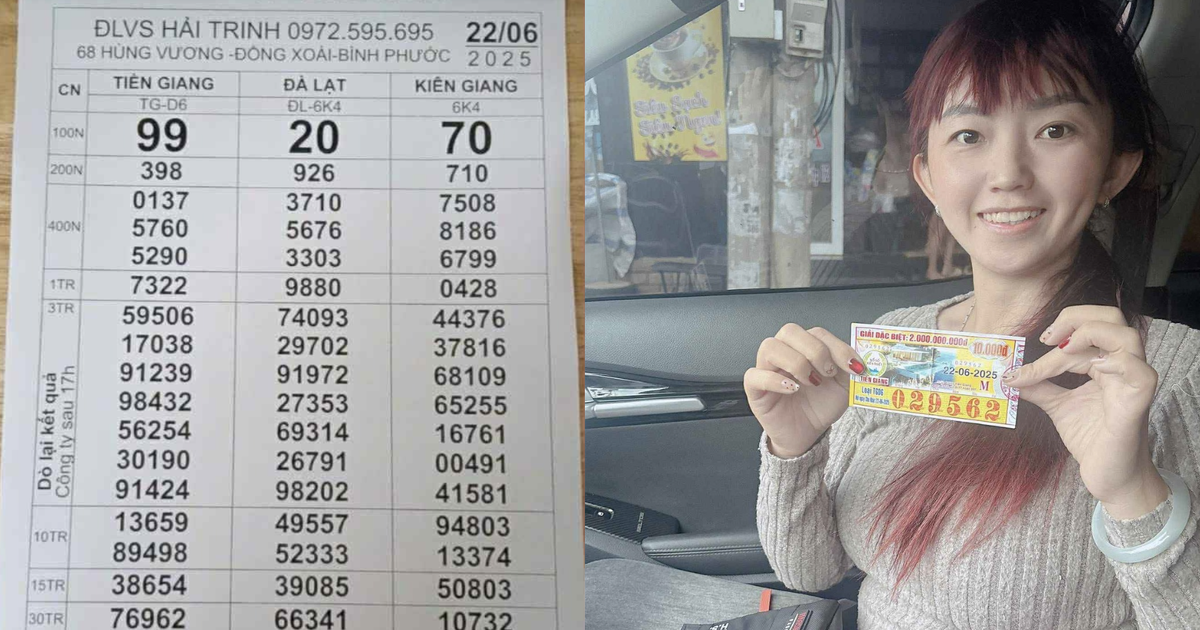 ĐLVS HẢI TRINH 0972.595.695 22/06
68 HÙNG VƯƠNG -ĐỒNG XOÀI-BÌNH PHƯỚC 2025
CN TIỀN GIANG ĐÀ LẠT KIÊN GIANG
TG-D6 ĐL-6K4 6K4
100N 99 20 70
200N 398 926 710
0137 3710 7508
400N 5760 5676 8186
5290 3303 6799
1TR 7322 9880 0428
3TR 59506 74093 44376
17038 29702 37816
91239 91972 68109
98432 27353 65255
56254 69314 16761
30190 26791 00491
91424 98202 41581
Dò lại kết quả
Công ty sau 17h
13659 49557 94803
10TR
89498 52333 13374
15TR 38654 39085 50803
30TR 76962 66341 10732
GIẢI ĐẶC BIỆT: 2.000.000.000đ
10.000đ
22-06-2025
TIỀN GIANG
M
Loại TGD6
029562